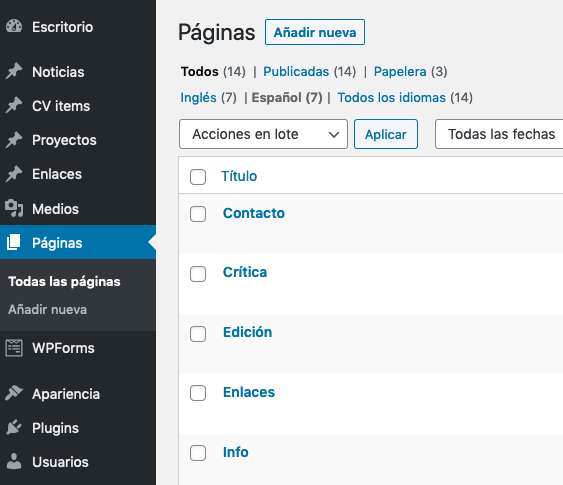 Escritorio
Noticias
CV items
Proyectos
Enlaces
Medios
Páginas
Todas las páginas
Añadir nueva
WPForms
Apariencia
Plugins
Usuarios
Páginas Añadir nueva
Todos (14) | Publicadas (14) | Papelera (3)
Inglés (7) | Español (7) | Todos los idiomas (14)
Acciones en lote Aplicar Todas las fechas
Título
Contacto
Crítica
Edición
Enlaces
Info